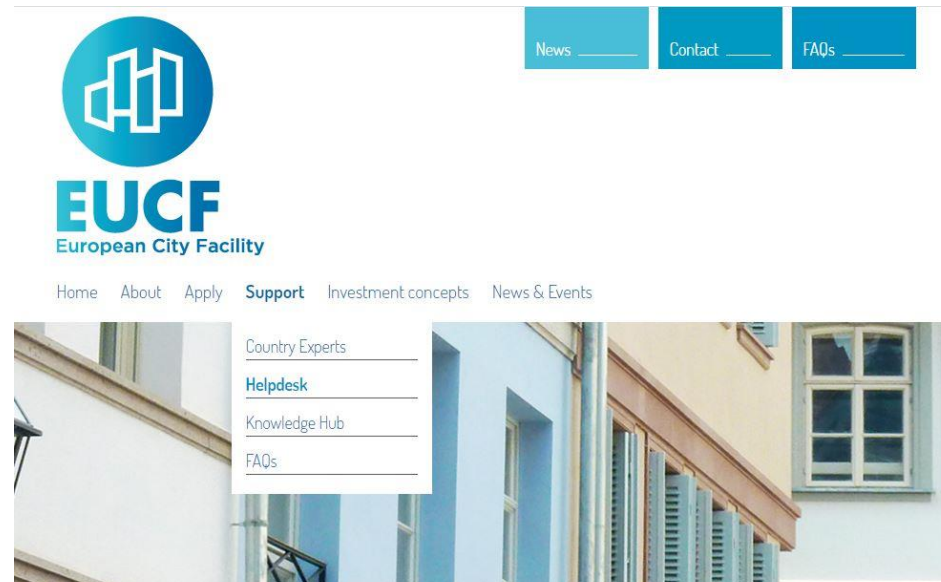 News
Contact
FAQs
EUCF
European City Facility
Home About Apply Support Investment concepts News & Events
Country Experts
Helpdesk
Knowledge Hub
FAQs